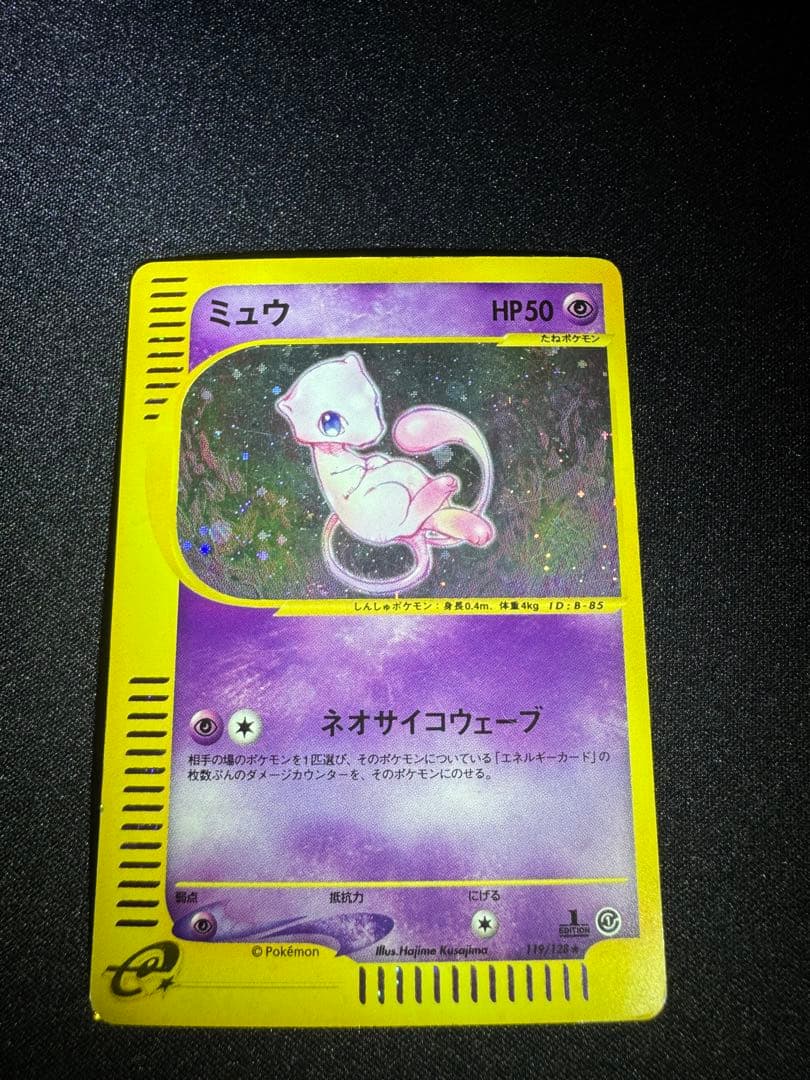 ミュウ HP50
たねポケモン
しんしゅポケモン：身長0.4m、体重4kg ID:B-85
ネオサイコウェーブ
相手の場のポケモンを1匹選び、そのポケモンについている「エネルギーカード」の
枚数ぶんのダメージカウンターを、そのポケモンにのせる。
弱点 抵抗力 にげる
1 EDITION
© Pokémon Illus.Hajime Kusajima 119/128★
e